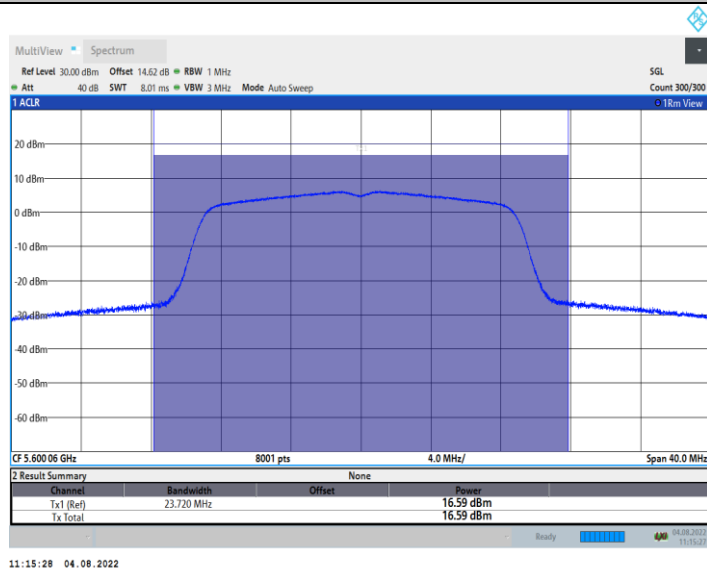 MultiView Spectrum
Ref Level 30.00 dBm Offset 14.62 dB RBW 1 MHz SGL
Att 40 dB SWT 8.01 ms VBW 3 MHz Mode Auto Sweep Count 300/300
1 ACLR 1Rm View
20 dBm
10 dBm
0 dBm
-10 dBm
-20 dBm
-30 dBm
-40 dBm
-50 dBm
-60 dBm
CF 5.60006 GHz 8001 pts 4.0 MHz/ Span 40.0 MHz
2 Result Summary None
Channel Bandwidth Offset Power
Tx1 (Ref) 23.720 MHz 16.59 dBm
Tx Total 16.59 dBm
Ready 04.08.2022
11:15:27
11:15:28 04.08.2022